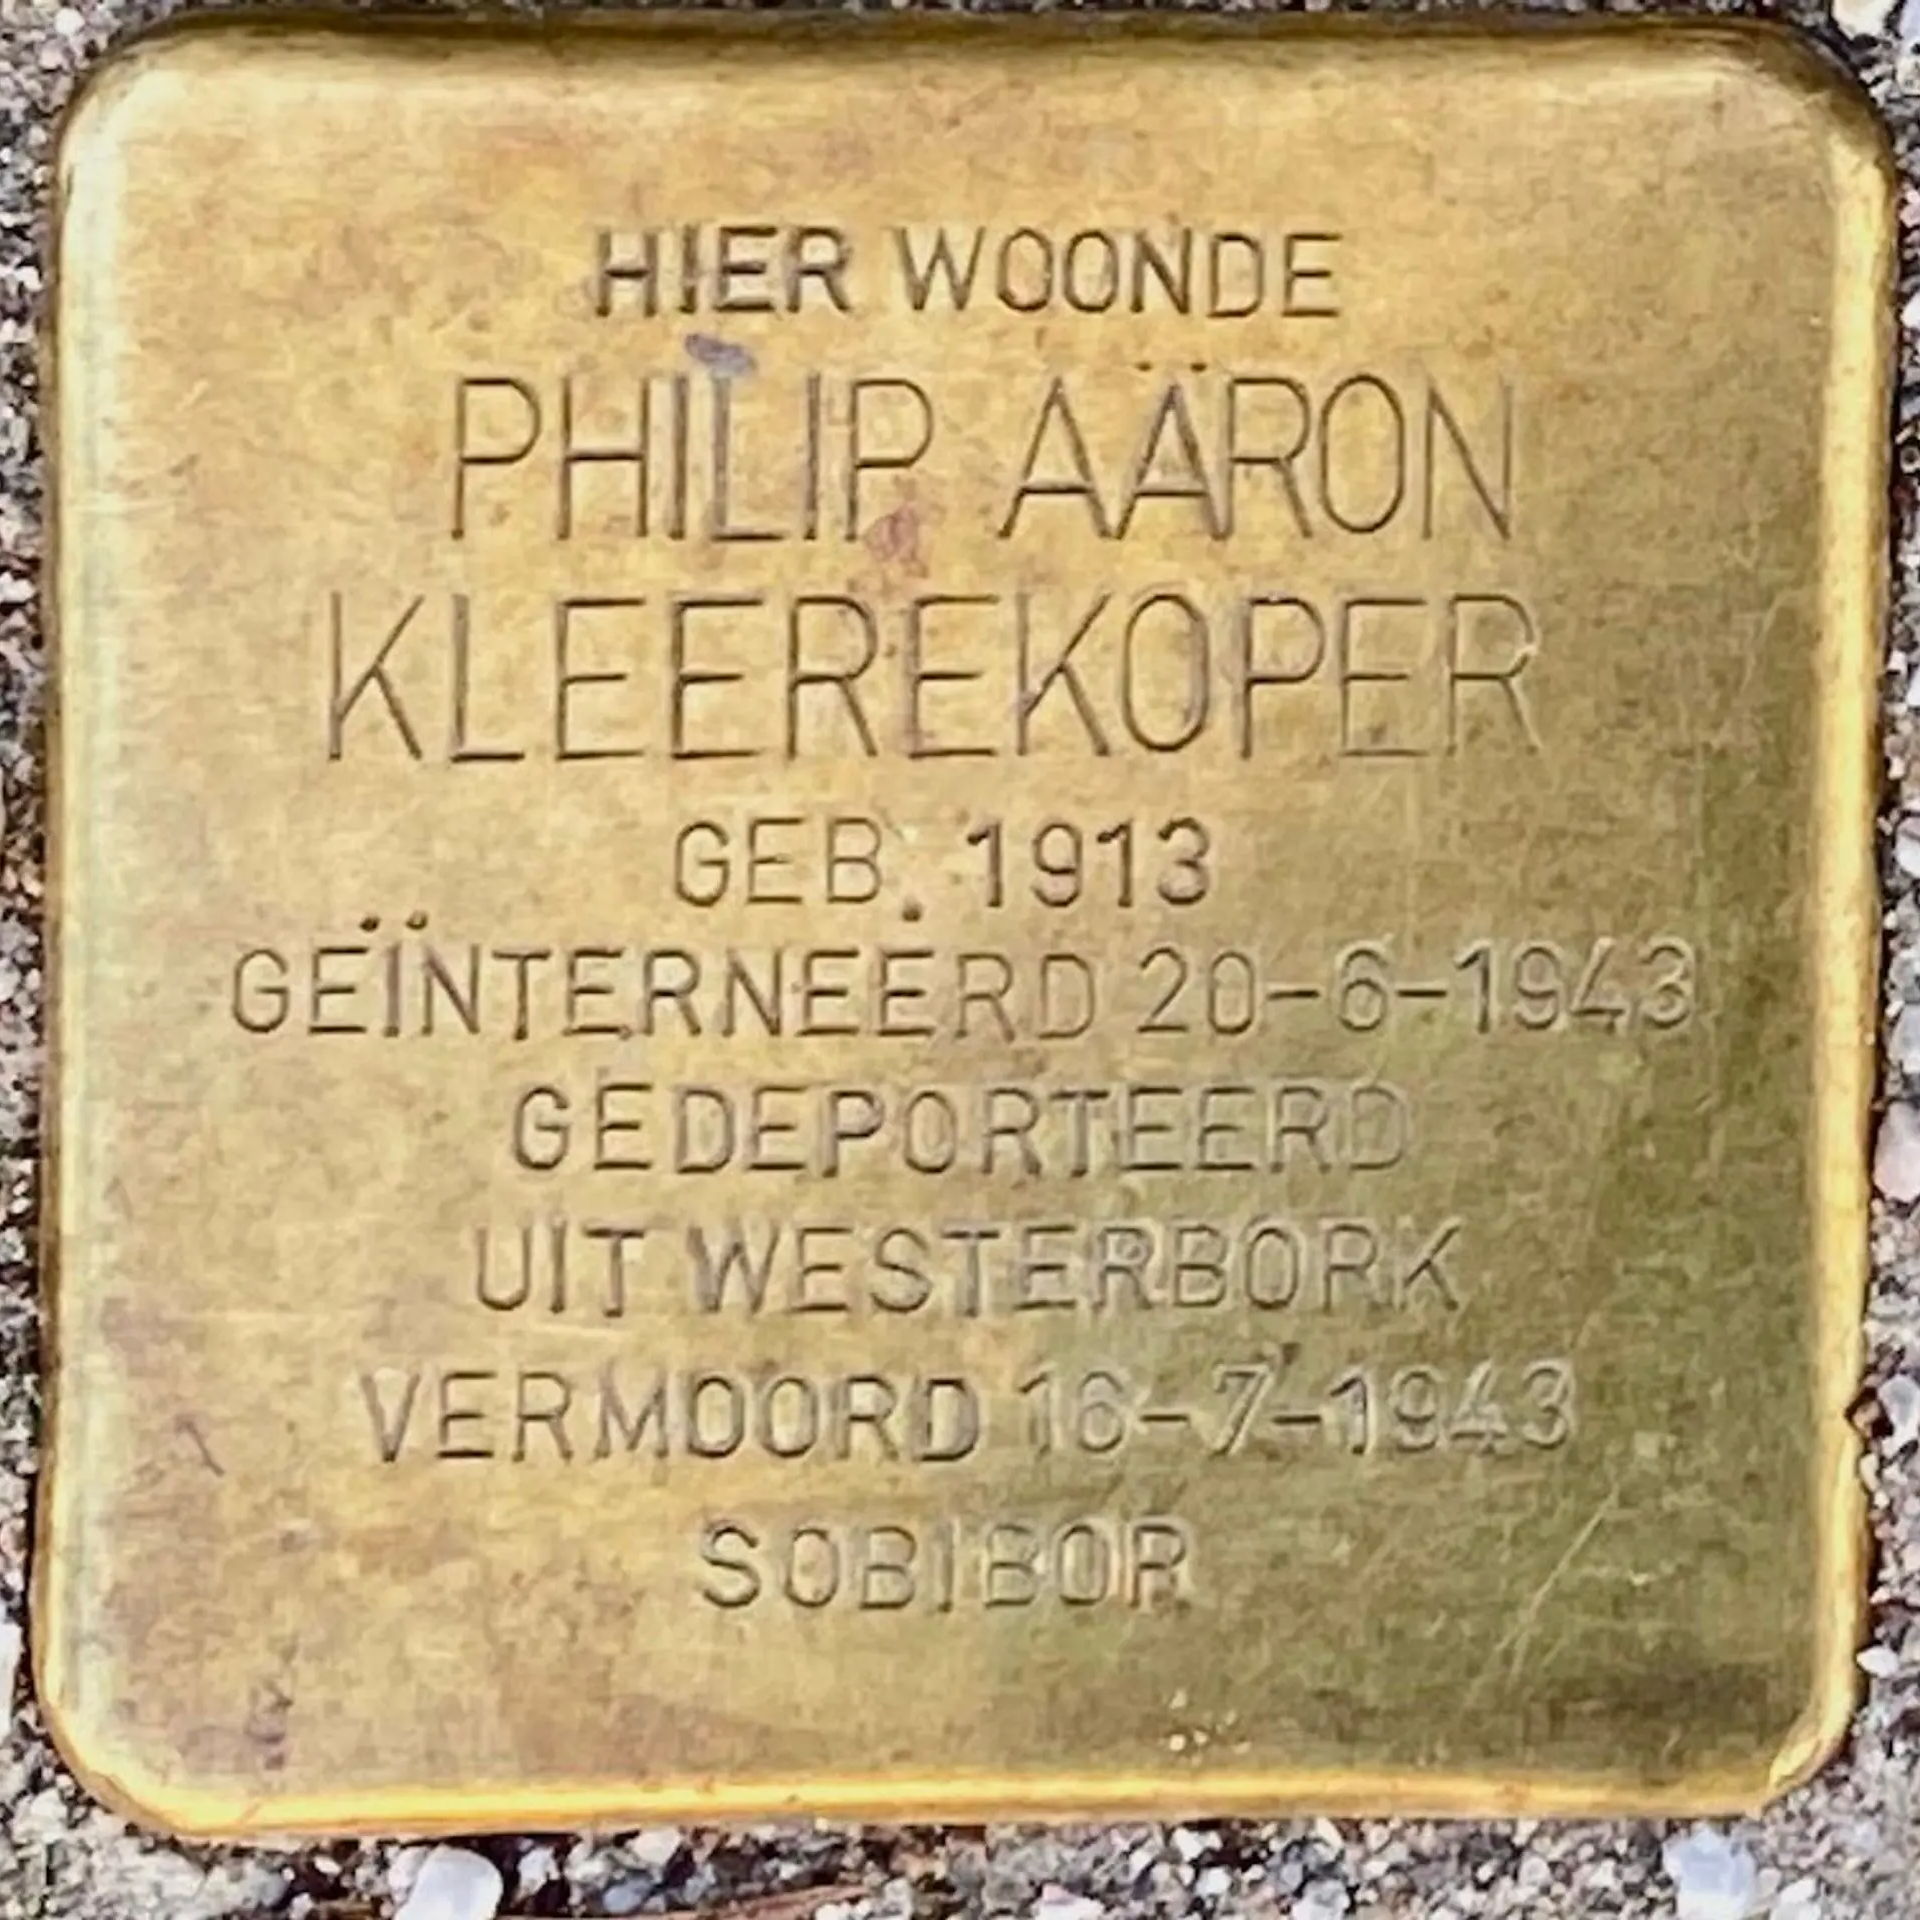 HIER WOONDE
PHILIP AÄRON
KLEEREKOPER
GEB. 1913
GEÏNTERNEERD 20-6-1943
GEDEPORTEERD
UIT WESTERBORK
VERMOORD 16-7-1943
SOBIBOR